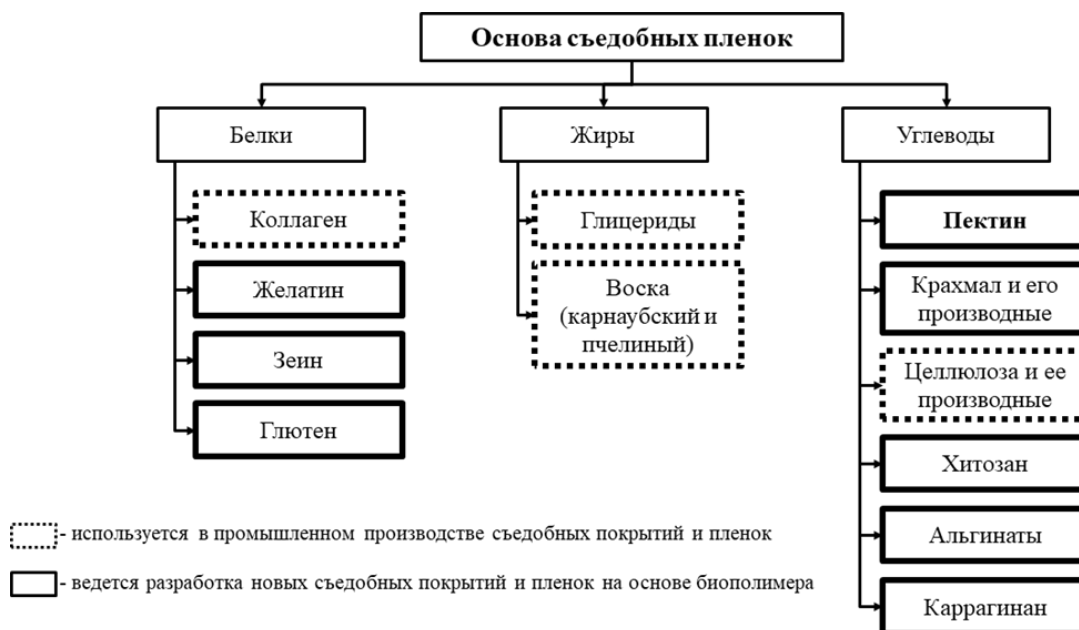 Основа съедобных пленок
Белки
Жиры
Углеводы
Коллаген
Желатин
Зеин
Глютен
Глицериды
Воска
(карнаубский и
пчелиный)
Пектин
Крахмал и его
производные
Целлюлоза и ее
производные
Хитозан
Альгинаты
Каррагинан
- используется в промышленном производстве съедобных покрытий и пленок
- ведется разработка новых съедобных покрытий и пленок на основе биополимера